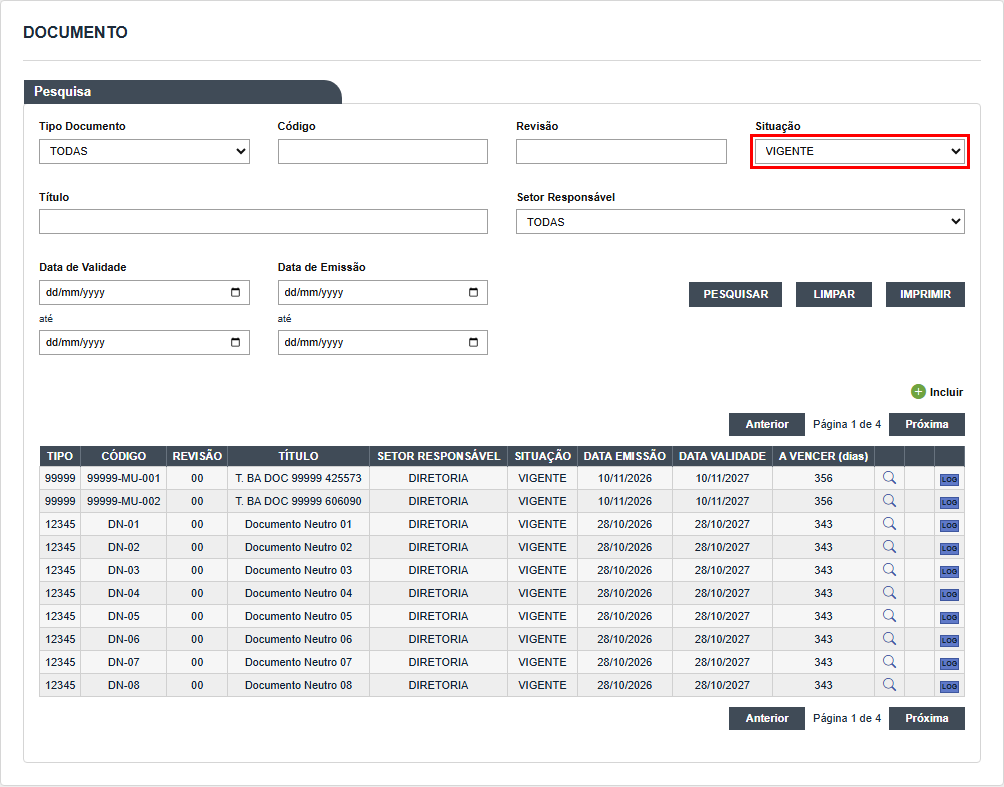 DOCUMENTO
Pesquisa
Tipo Documento Código Revisão Situação
TODAS VIGENTE
Título Setor Responsável
TODAS
Data de Validade Data de Emissão
dd/mm/yyyy dd/mm/yyyy PESQUISAR LIMPAR IMPRIMIR
até até
dd/mm/yyyy dd/mm/yyyy
Incluir
Anterior Página 1 de 4 Próxima
TIPO CÓDIGO REVISÃO TÍTULO SETOR RESPONSÁVEL SITUAÇÃO DATA EMISSÃO DATA VALIDADE A VENCER (dias)
99999 99999-MU-001 00 T. BA DOC 99999 425573 DIRETORIA VIGENTE 10/11/2026 10/11/2027 356 LOG
99999 99999-MU-002 00 T. BA DOC 99999 606090 DIRETORIA VIGENTE 10/11/2026 10/11/2027 356 LOG
12345 DN-01 00 Documento Neutro 01 DIRETORIA VIGENTE 28/10/2026 28/10/2027 343 LOG
12345 DN-02 00 Documento Neutro 02 DIRETORIA VIGENTE 28/10/2026 28/10/2027 343 LOG
12345 DN-03 00 Documento Neutro 03 DIRETORIA VIGENTE 28/10/2026 28/10/2027 343 LOG
12345 DN-04 00 Documento Neutro 04 DIRETORIA VIGENTE 28/10/2026 28/10/2027 343 LOG
12345 DN-05 00 Documento Neutro 05 DIRETORIA VIGENTE 28/10/2026 28/10/2027 343 LOG
12345 DN-06 00 Documento Neutro 06 DIRETORIA VIGENTE 28/10/2026 28/10/2027 343 LOG
12345 DN-07 00 Documento Neutro 07 DIRETORIA VIGENTE 28/10/2026 28/10/2027 343 LOG
12345 DN-08 00 Documento Neutro 08 DIRETORIA VIGENTE 28/10/2026 28/10/2027 343 LOG
Anterior Página 1 de 4 Próxima